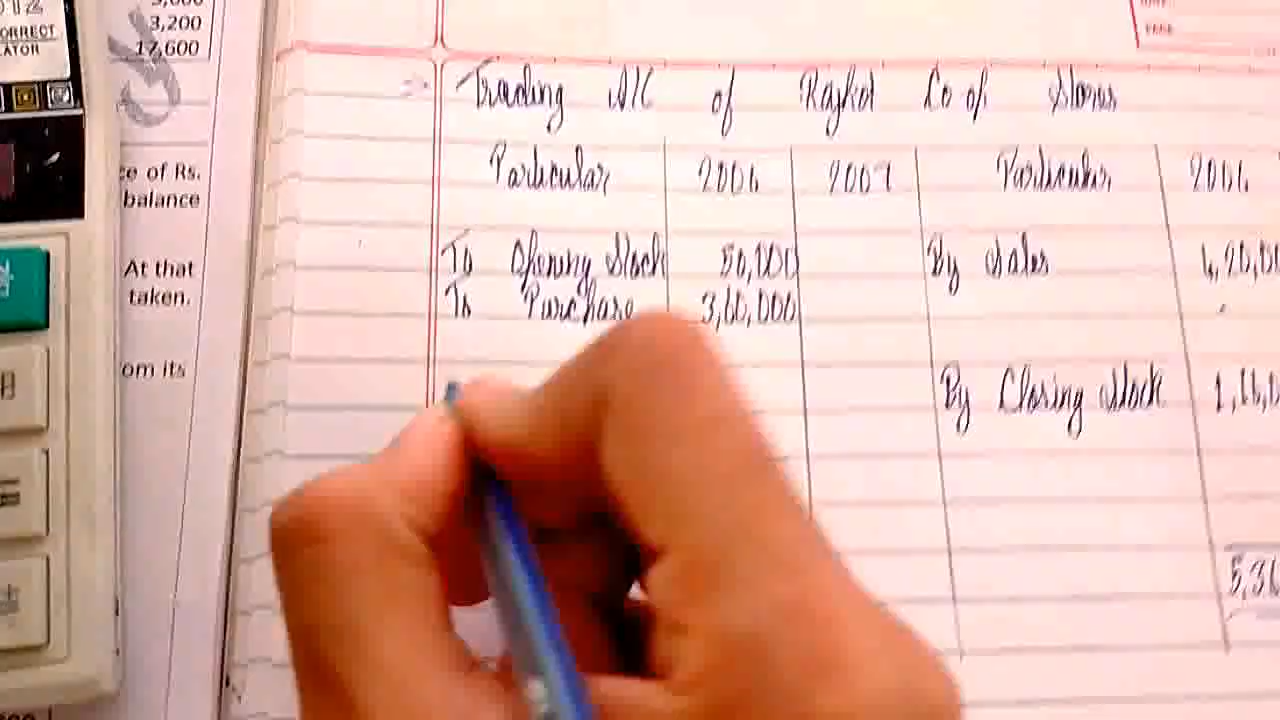 3,200
CORRECT
17,600
Trading A/C of Rajkot Co-op. Stores
ce of Rs. Particular 2006 2007 Particular 2006
balance
At that To Opening Stock 50,000 By Sales
taken. To Purchase 3,60,000
om its By Closing Stock